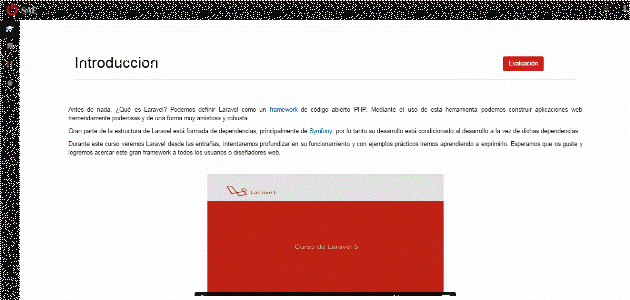 Introduccion
Evaluación
Antes de nada, ¿Qué es Laravel? Podemos definir Laravel como un framework de código abierto PHP. Mediante el uso de esta herramienta podemos construir aplicaciones web
tremendamente poderosas y de una forma muy amistosa y robusta.
Gran parte de la estructura de Laravel está formada de dependencias, principalmente de Symfony, por lo tanto su desarrollo está condicionado al desarrollo a la vez de dichas dependencias.
Durante este curso veremos Laravel desde las entrañas, intentaremos profundizar en su funcionamiento y con ejemplos prácticos iremos aprendiendo a exprimirlo. Esperamos que os guste y
logremos acercar este gran framework a todos los usuarios o diseñadores web.
Laravel
Curso de Laravel 5